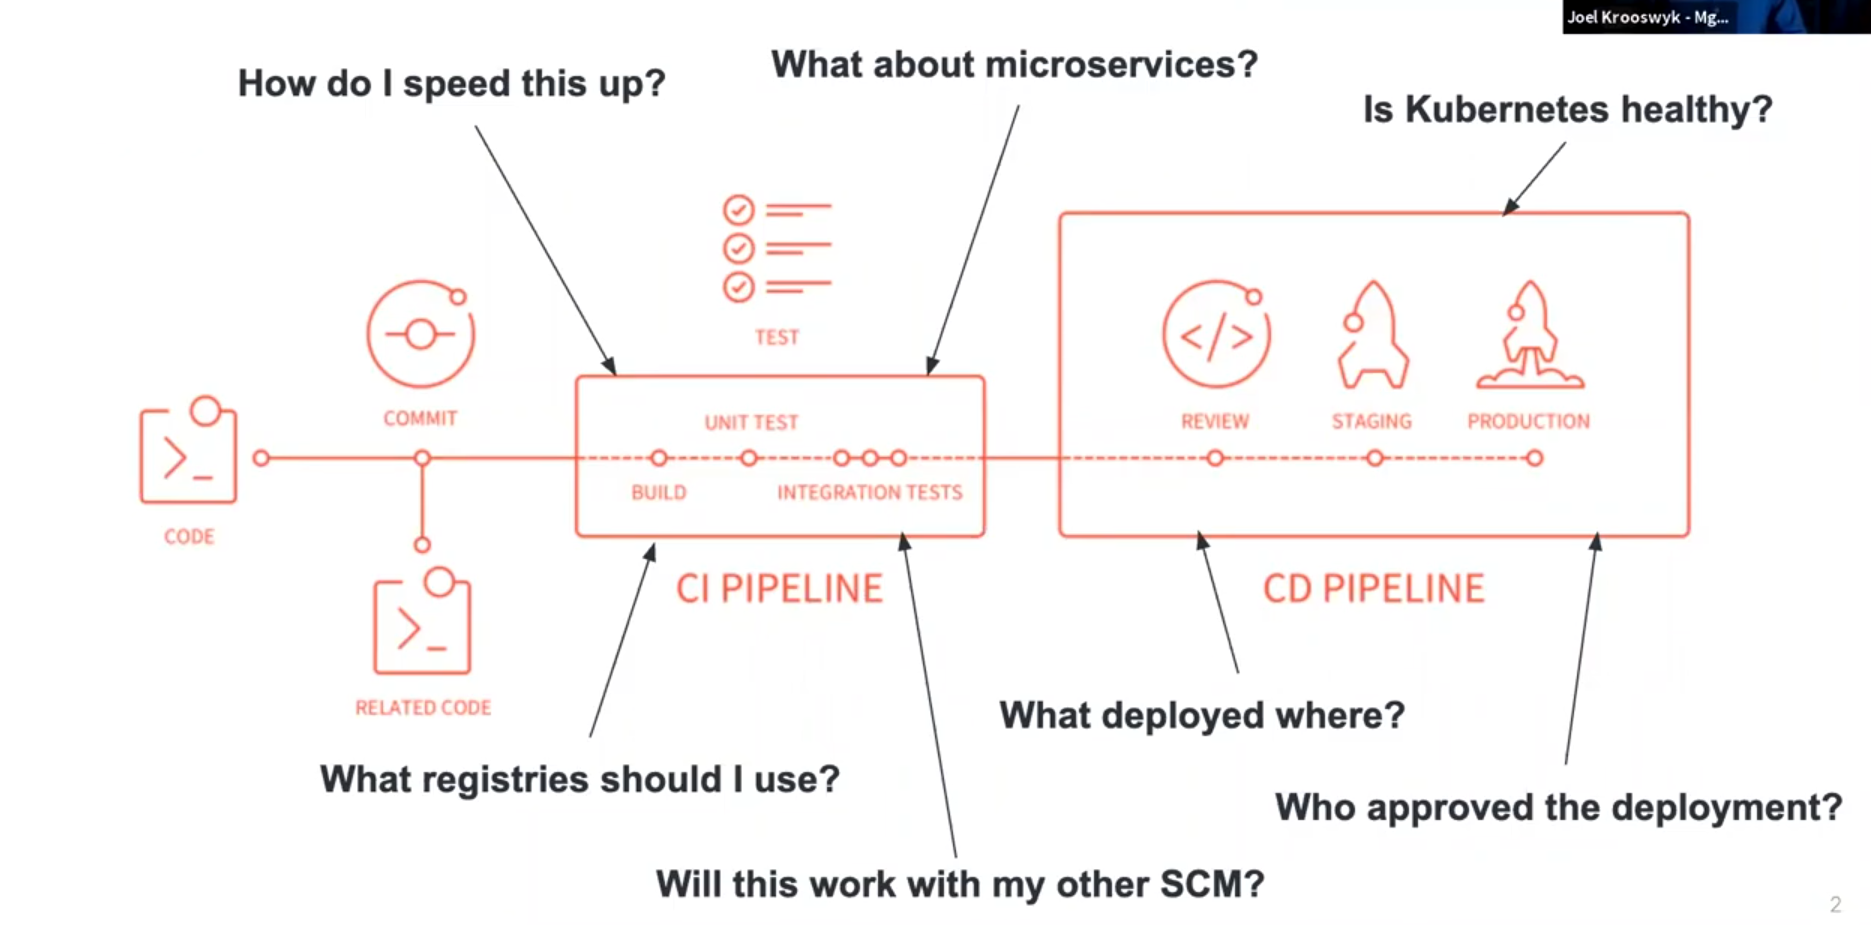 Joel Krooswyk - Mg...
How do I speed this up?
What about microservices?
Is Kubernetes healthy?
TEST
COMMIT
UNIT TEST
REVIEW
STAGING
PRODUCTION
BUILD
INTEGRATION TESTS
CODE
CI PIPELINE
CD PIPELINE
RELATED CODE
What deployed where?
What registries should I use?
Who approved the deployment?
Will this work with my other SCM?
2